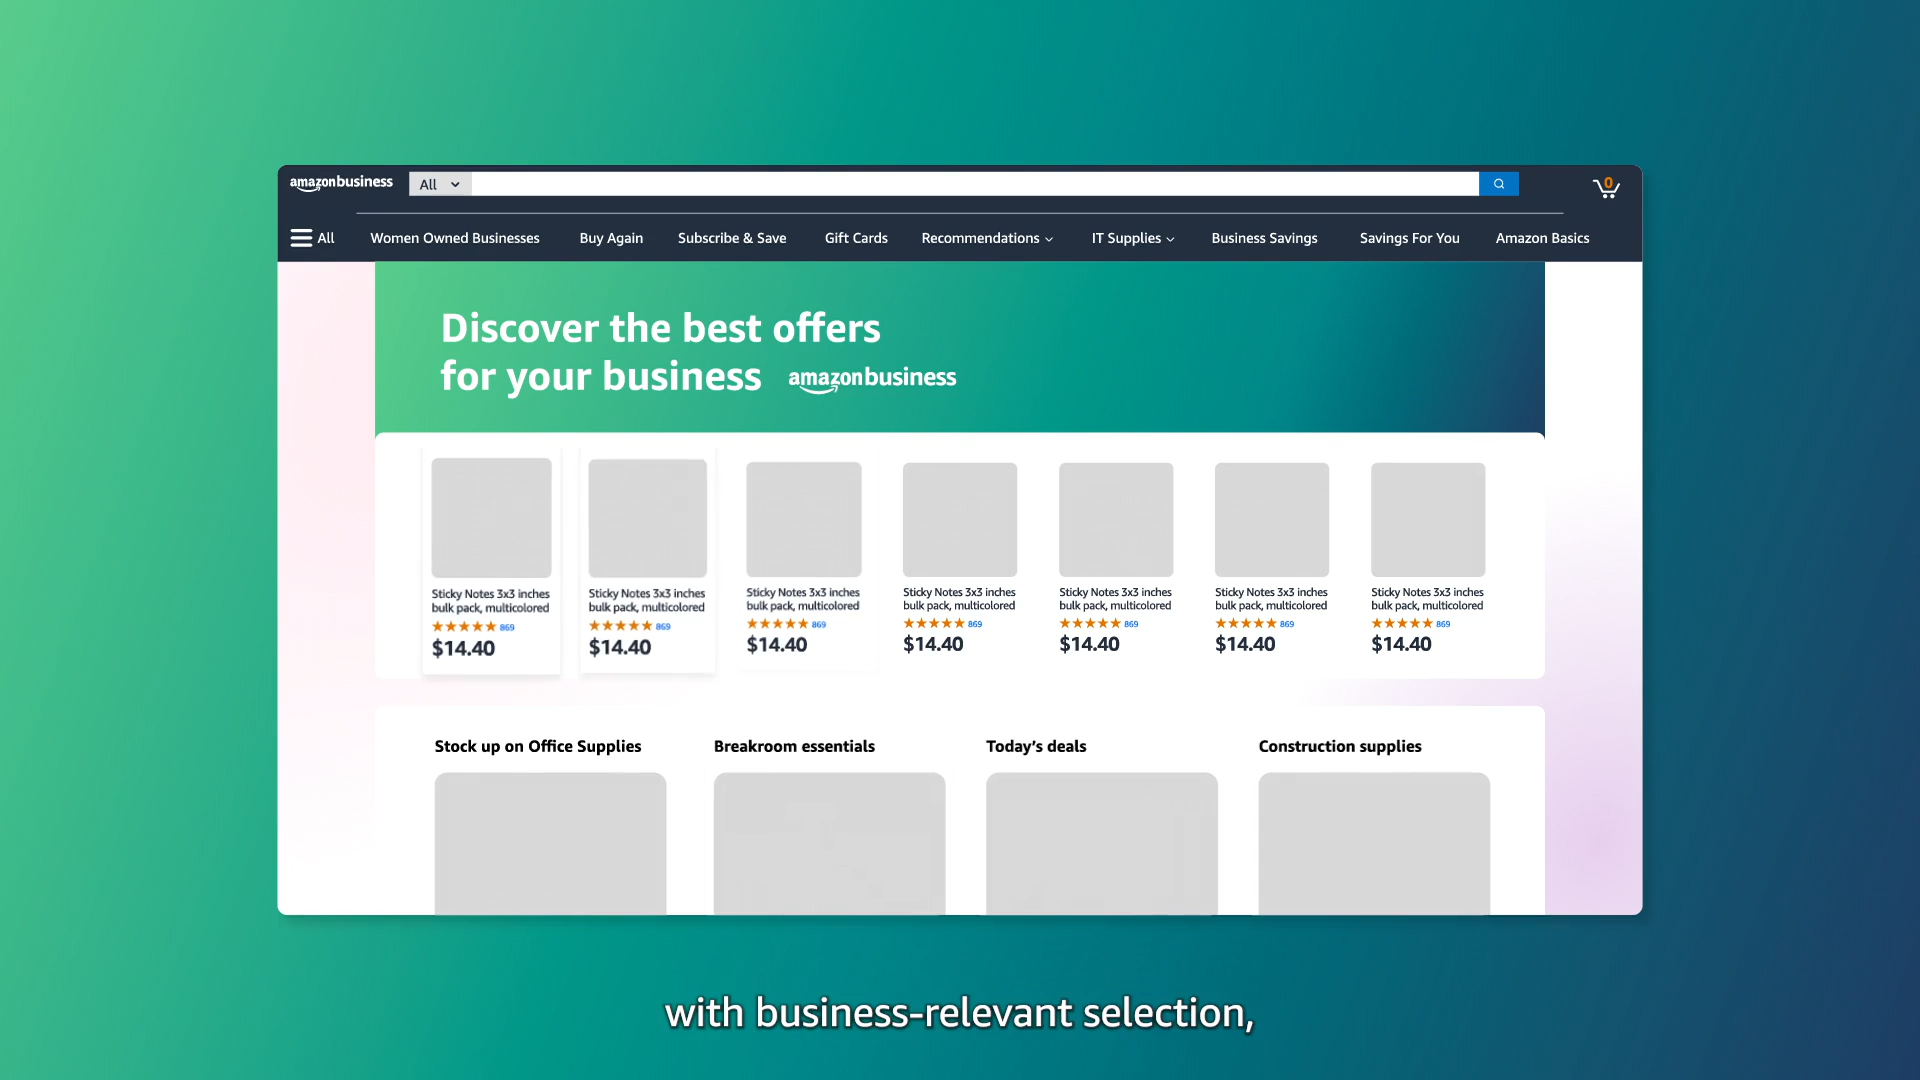 amazonbusiness
All
0
All
Women Owned Businesses
Buy Again
Subscribe & Save
Gift Cards
Recommendations
IT Supplies
Business Savings
Savings For You
Amazon Basics
Discover the best offers
for your business amazonbusiness
Sticky Notes 3x3 inches
bulk pack, multicolored
869
$14.40
Sticky Notes 3x3 inches
bulk pack, multicolored
869
$14.40
Sticky Notes 3x3 inches
bulk pack, multicolored
869
$14.40
Sticky Notes 3x3 inches
bulk pack, multicolored
869
$14.40
Sticky Notes 3x3 inches
bulk pack, multicolored
869
$14.40
Sticky Notes 3x3 inches
bulk pack, multicolored
869
$14.40
Sticky Notes 3x3 inches
bulk pack, multicolored
869
$14.40
Stock up on Office Supplies
Breakroom essentials
Today’s deals
Construction supplies
with business-relevant selection,